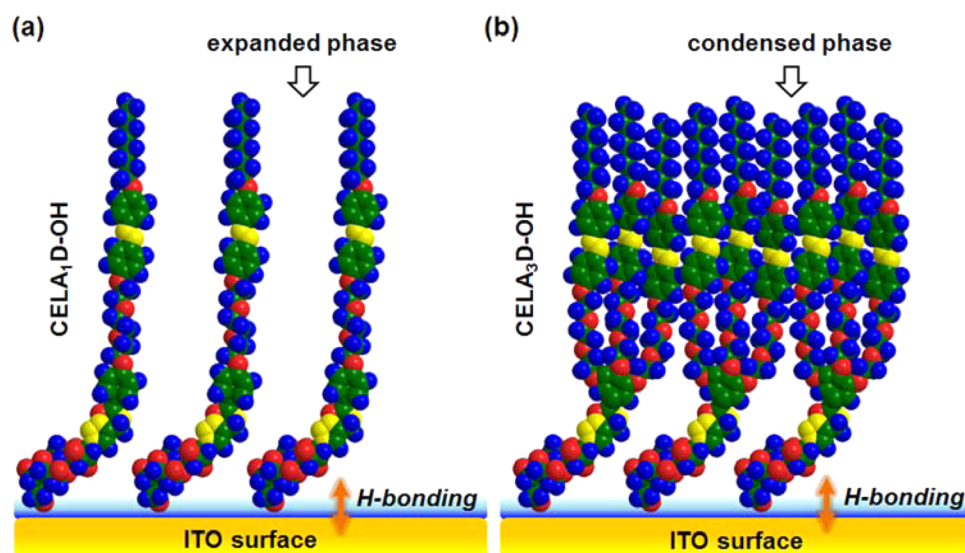 (a)
expanded phase
CELA₁D-OH
H-bonding
ITO surface
(b)
condensed phase
CELA₃D-OH
H-bonding
ITO surface